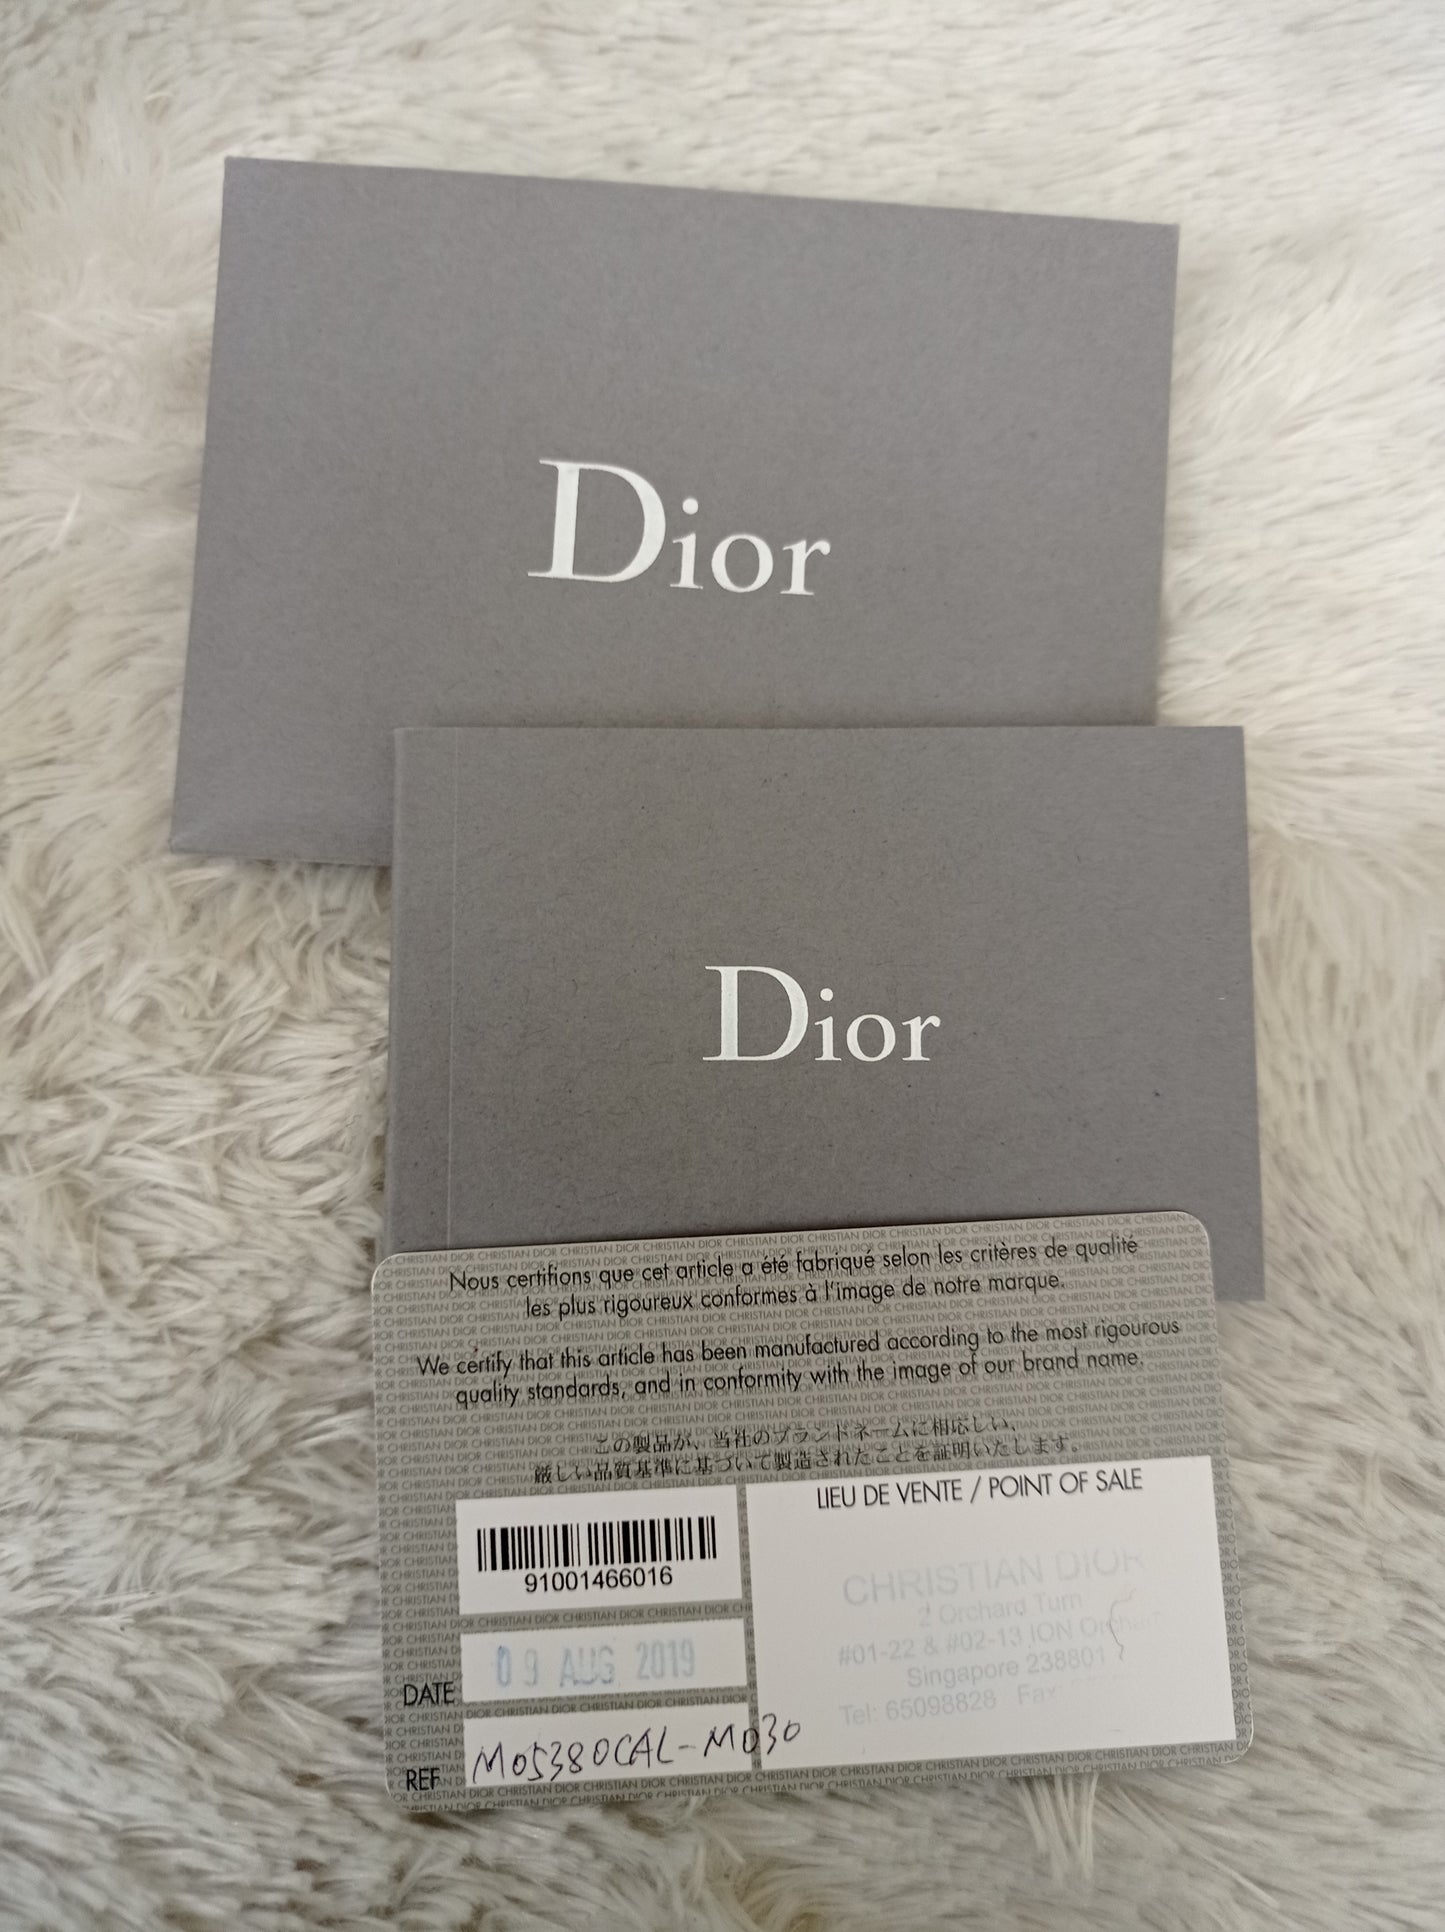 Dior
Dior
Nous certifions que cet article a été fabriqué selon les critères de qualité
les plus rigoureux conformes à l'image de notre marque.
We certify that this article has been manufactured according to the most rigourous
quality standards, and in conformity with the image of our brand name.
この製品が、当社のブランドネームに相応しい、
厳しい品質基準に基づいて製造されたことを証明いたします。
LIEU DE VENTE / POINT OF SALE
91001466016
CHRISTIAN DIOR
2 Orchard Turn
#01-22 & #02-13 ION
Singapore 238801
Tel: 65098828 Fax:
DATE 09 AUG 2019
REF M05380CAL-M030